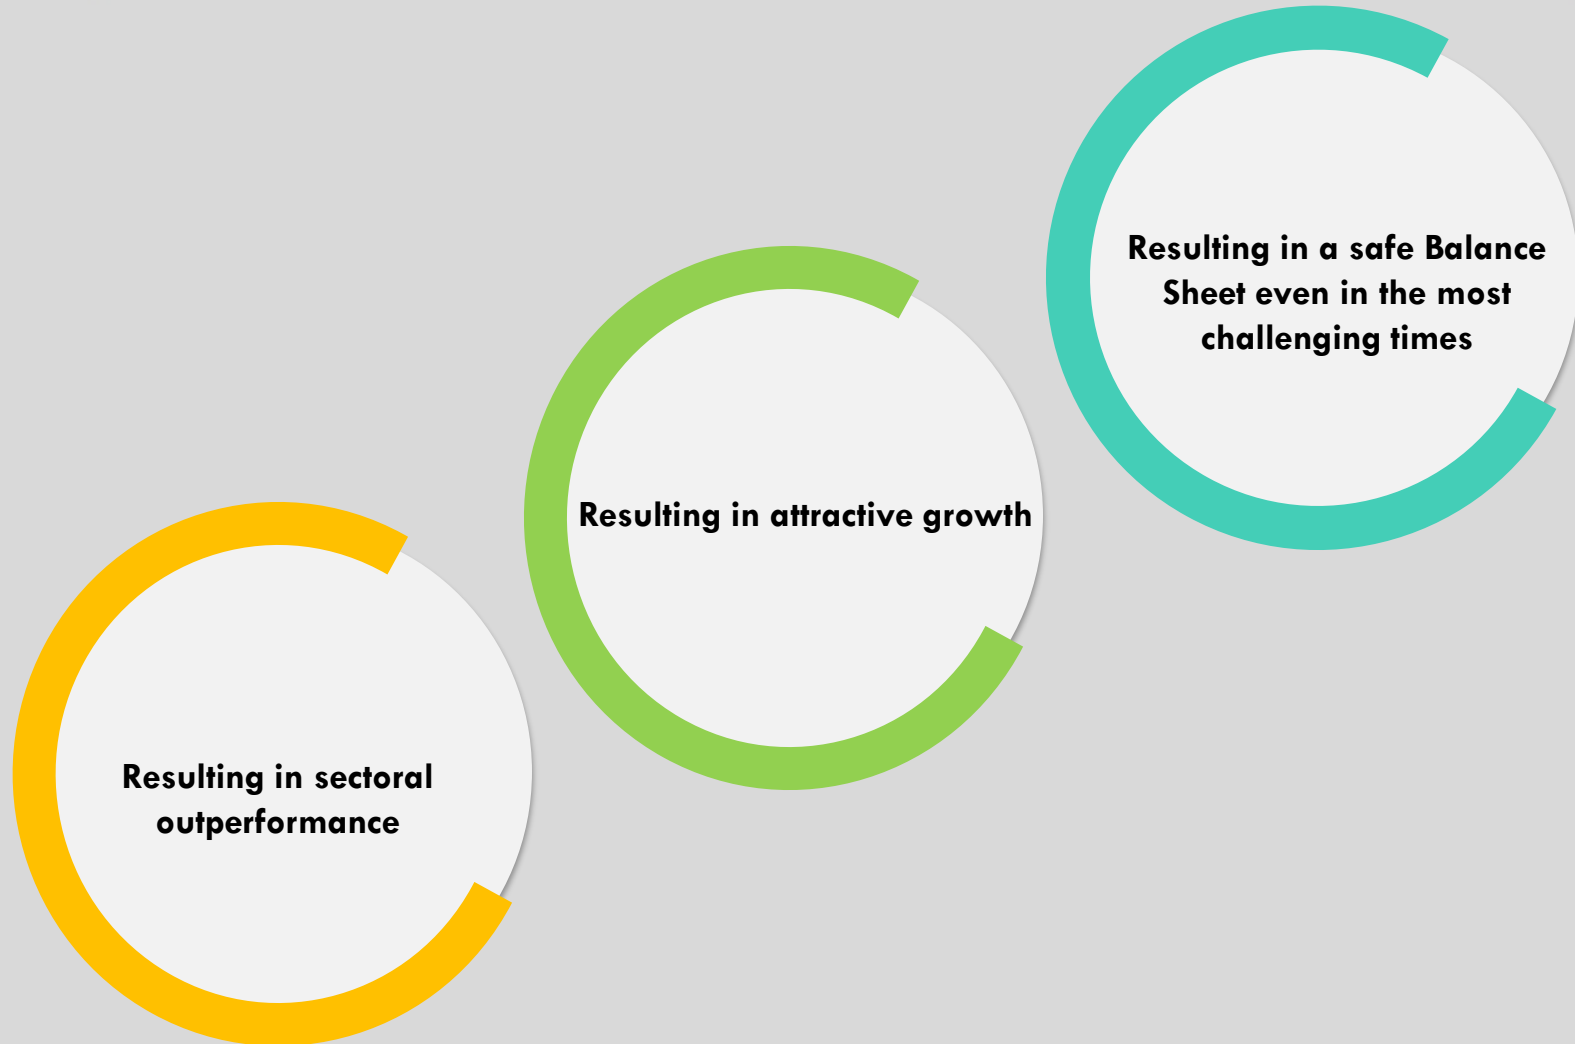 Resulting in a safe Balance
Sheet even in the most
challenging times
Resulting in attractive growth
Resulting in sectoral
outperformance